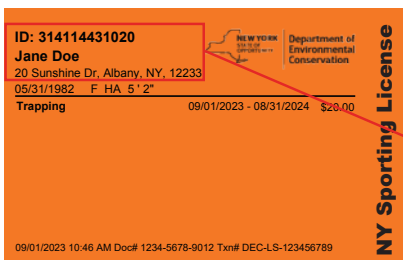 ID: 314114431020
Jane Doe
20 Sunshine Dr, Albany, NY, 12233
05/31/1982 F HA 5 ' 2"
NEW YORK
STATE OF
OPPORTUNITY
Department of
Environmental
Conservation
Trapping 09/01/2023 - 08/31/2024 $20.00
09/01/2023 10:46 AM Doc# 1234-5678-9012 Txn# DEC-LS-123456789
NY Sporting License